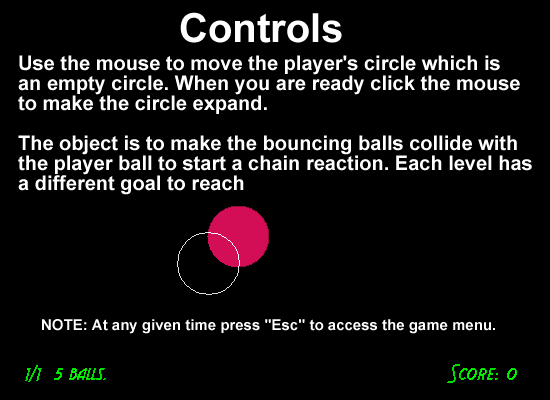 Controls
Use the mouse to move the player's circle which is
an empty circle. When you are ready click the mouse
to make the circle expand.
The object is to make the bouncing balls collide with
the player ball to start a chain reaction. Each level has
a different goal to reach
NOTE: At any given time press "Esc" to access the game menu.
1/1 5 BALLS.
SCORE: 0